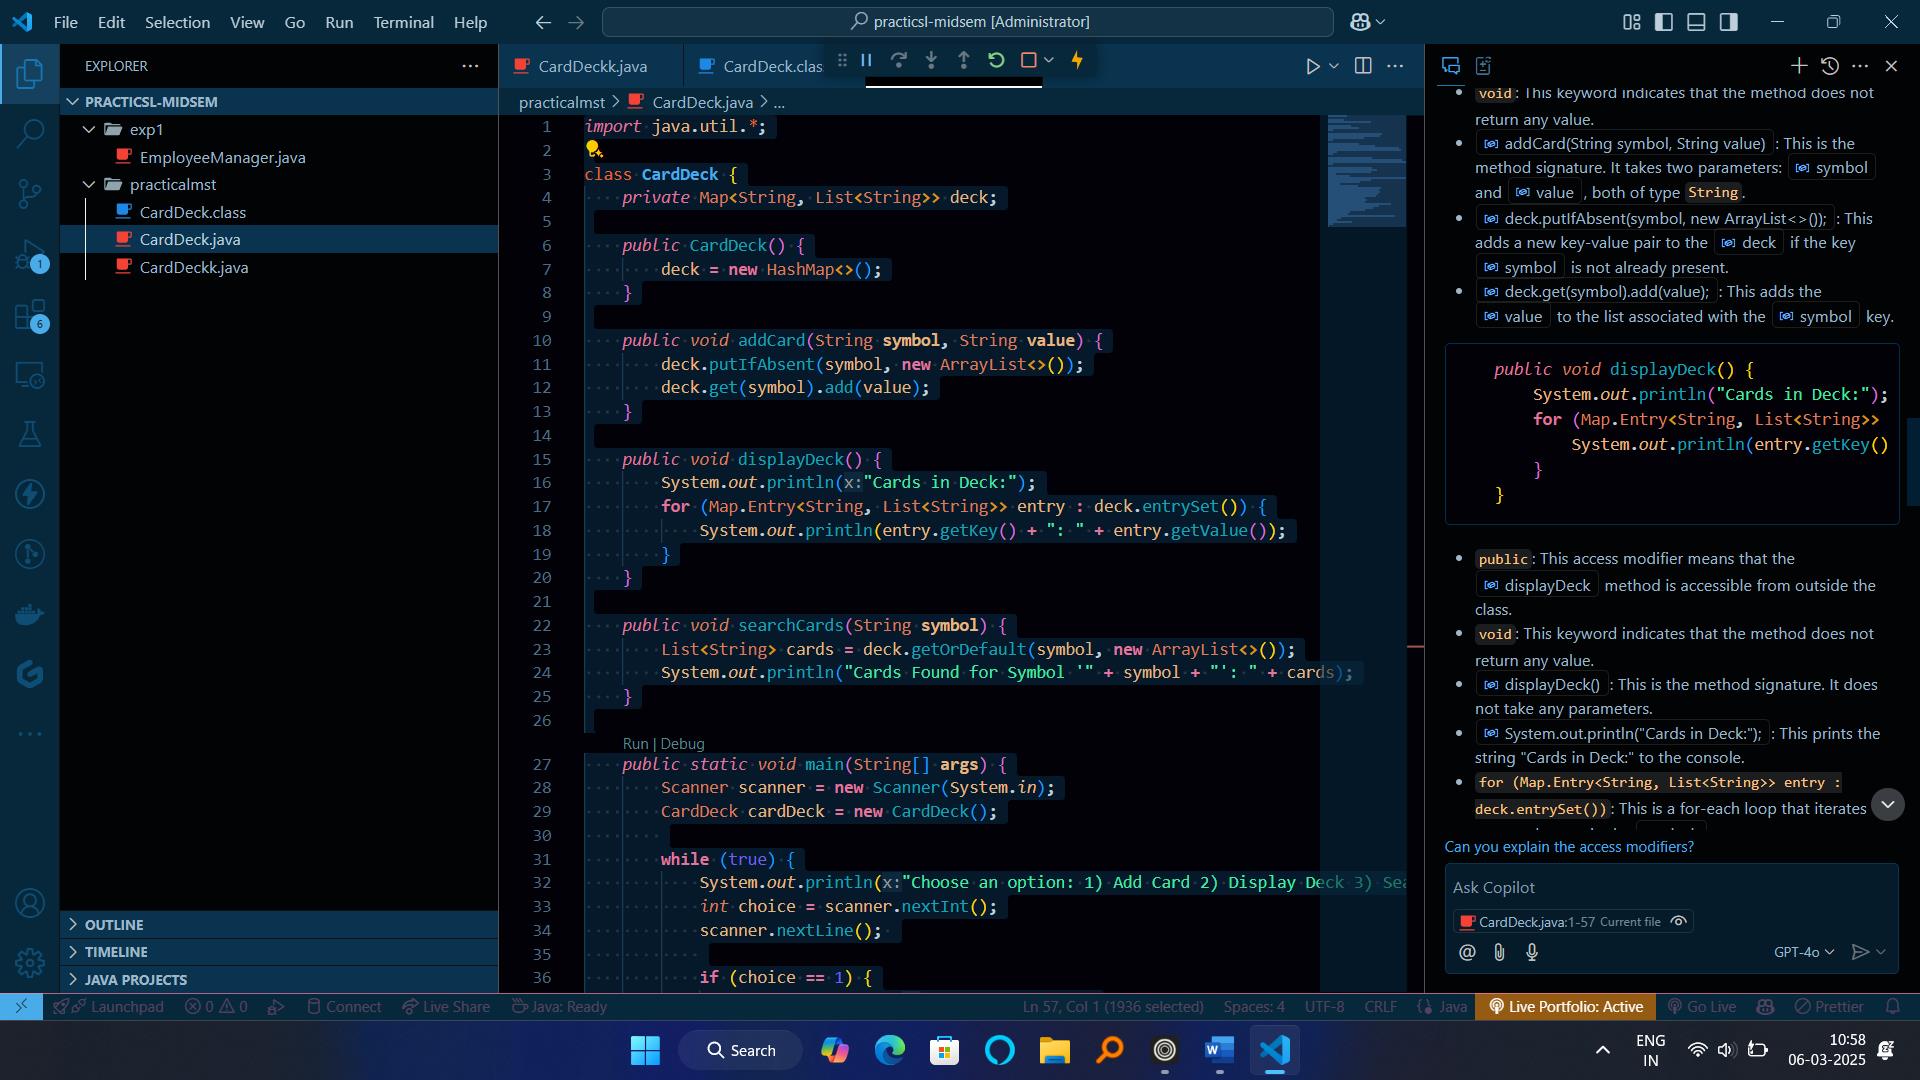 File Edit Selection View Go Run Terminal Help
practicsl-midsem [Administrator]
EXPLORER
PRACTICSL-MIDSEM
exp1
EmployeeManager.java
practicalmst
CardDeck.class
CardDeck.java
CardDeckk.java
1
6
OUTLINE
TIMELINE
JAVA PROJECTS
CardDeckk.java
CardDeck.clas
practicalmst > CardDeck.java > ...
1 import java.util.*;
2
3 class CardDeck {
4 private Map<String, List<String>> deck;
5
6 public CardDeck() {
7 deck = new HashMap<>();
8 }
9
10 public void addCard(String symbol, String value) {
11 deck.putIfAbsent(symbol, new ArrayList<>());
12 deck.get(symbol).add(value);
13 }
14
15 public void displayDeck() {
16 System.out.println(x:"Cards in Deck:");
17 for (Map.Entry<String, List<String>> entry : deck.entrySet()) {
18 System.out.println(entry.getKey() + ": " + entry.getValue());
19 }
20 }
21
22 public void searchCards(String symbol) {
23 List<String> cards = deck.getOrDefault(symbol, new ArrayList<>());
24 System.out.println("Cards Found for Symbol '" + symbol + "': " + cards);
25 }
26
Run | Debug
27 public static void main(String[] args) {
28 Scanner scanner = new Scanner(System.in);
29 CardDeck cardDeck = new CardDeck();
30
31 while (true) {
32 System.out.println(x:"Choose an option: 1) Add Card 2) Display Deck 3) Sea
33 int choice = scanner.nextInt();
34 scanner.nextLine();
35
36 if (choice == 1) {
void: This keyword indicates that the method does not
return any value.
addCard(String symbol, String value) : This is the
method signature. It takes two parameters: symbol
and value , both of type String.
deck.putIfAbsent(symbol, new ArrayList<>()); : This
adds a new key-value pair to the deck if the key
symbol is not already present.
deck.get(symbol).add(value); : This adds the
value to the list associated with the symbol key.
public void displayDeck() {
System.out.println("Cards in Deck:");
for (Map.Entry<String, List<String>>
System.out.println(entry.getKey()
}
}
public: This access modifier means that the
displayDeck method is accessible from outside the
class.
void: This keyword indicates that the method does not
return any value.
displayDeck() : This is the method signature. It does
not take any parameters.
System.out.println("Cards in Deck:"); : This prints the
string "Cards in Deck:" to the console.
for (Map.Entry<String, List<String>> entry :
deck.entrySet()): This is a for-each loop that iterates
Can you explain the access modifiers?
Ask Copilot
CardDeck.java:1-57 Current file
GPT-4o
Launchpad 0 0 Connect Live Share Java: Ready Ln 57, Col 1 (1936 selected) Spaces: 4 UTF-8 CRLF {} Java Live Portfolio: Active Go Live Prettier
Search
ENG
IN
10:58
06-03-2025